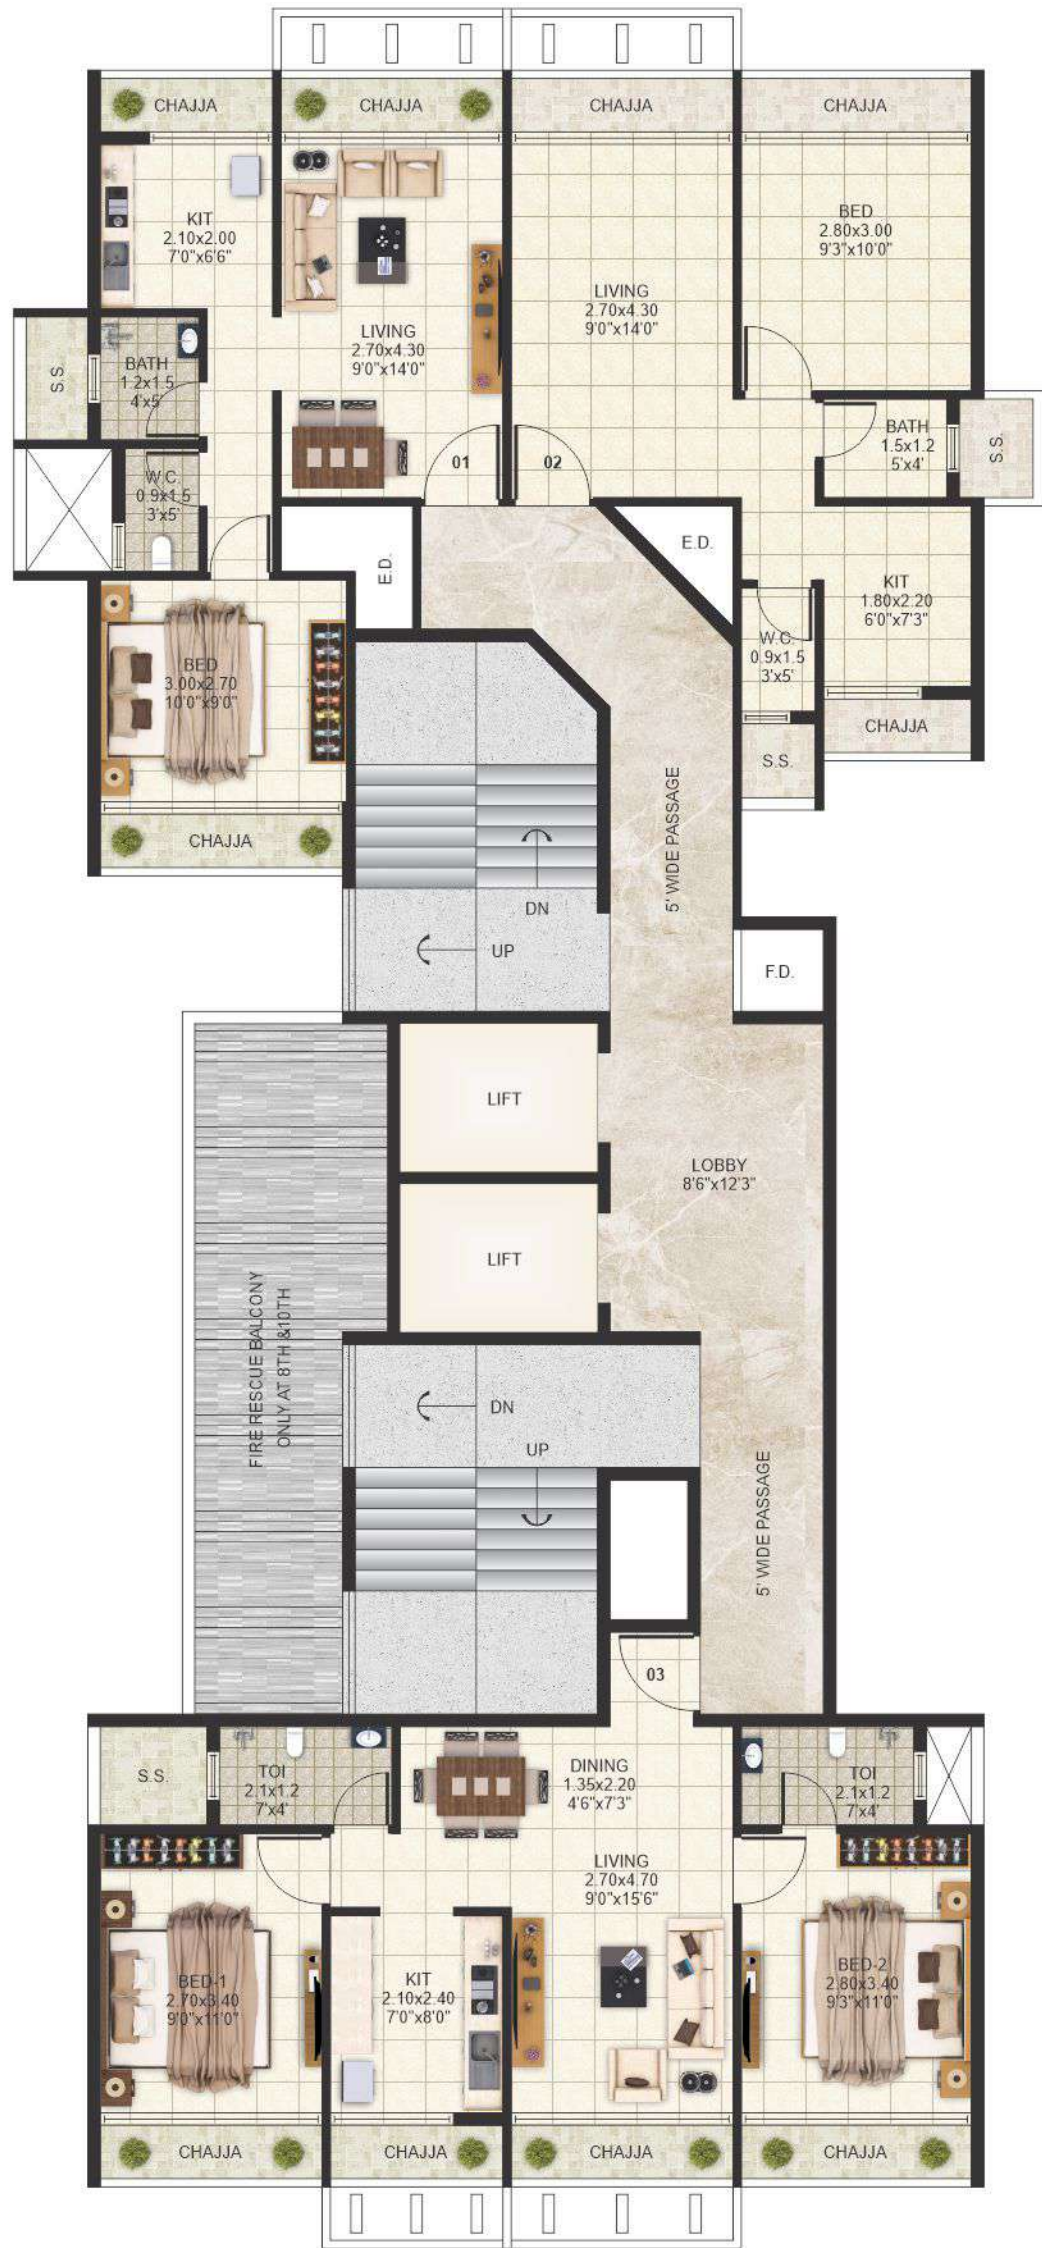 CHAJJA
CHAJJA
CHAJJA
CHAJJA
KIT
2.10x2.00
7'0"x6'6"
LIVING
2.70x4.30
9'0"x14'0"
LIVING
2.70x4.30
9'0"x14'0"
BED
2.80x3.00
9'3"x10'0"
S.S.
BATH
1.2x1.5
4'x5'
W.C.
0.9x1.5
3'x5'
01
02
BATH
1.5x1.2
5'x4'
S.S.
E.D.
E.D.
KIT
1.80x2.20
6'0"x7'3"
W.C.
0.9x1.5
3'x5'
CHAJJA
S.S.
BED
3.00x2.70
10'0"x9'0"
CHAJJA
5' WIDE PASSAGE
DN
UP
F.D.
LIFT
LOBBY
8'6"x12'3"
LIFT
FIRE RESCUE BALCONY
ONLY AT 8TH &10TH
DN
UP
5' WIDE PASSAGE
03
S.S.
TOI
2.1x1.2
7'x4'
DINING
1.35x2.20
4'6"x7'3"
TOI
2.1x1.2
7'x4'
LIVING
2.70x4.70
9'0"x15'6"
BED-1
2.70x3.40
9'0"x11'0"
KIT
2.10x2.40
7'0"x8'0"
BED-2
2.80x3.40
9'3"x11'0"
CHAJJA
CHAJJA
CHAJJA
CHAJJA